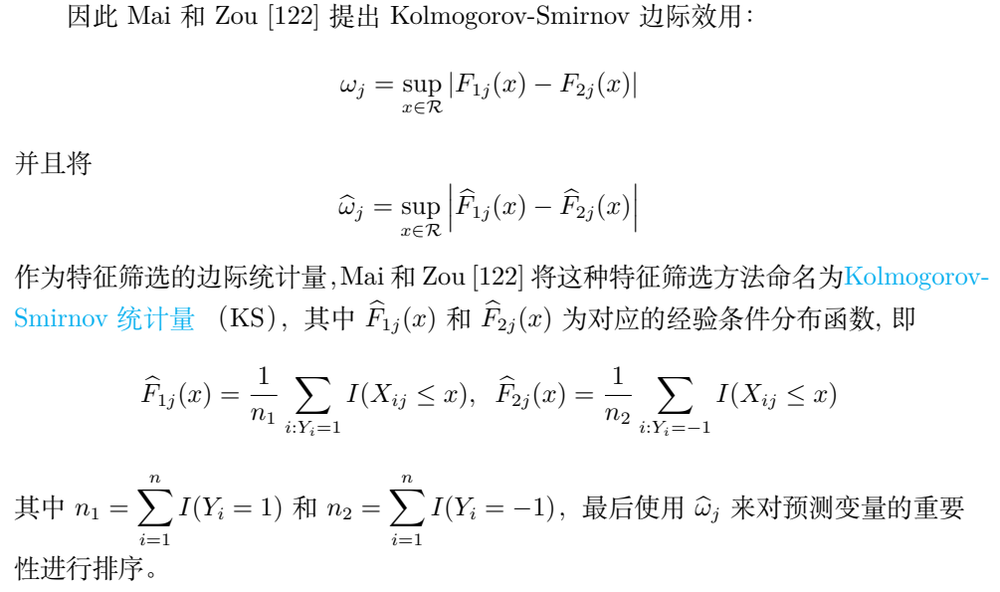 因此 Mai 和 Zou [122] 提出 Kolmogorov-Smirnov 边际效用：
$\omega_j = \sup_{x \in \mathcal{R}} |F_{1j}(x) - F_{2j}(x)|$
并且将
$\widehat{\omega}_j = \sup_{x \in \mathcal{R}} \left| \widehat{F}_{1j}(x) - \widehat{F}_{2j}(x) \right|$
作为特征筛选的边际统计量，Mai 和 Zou [122] 将这种特征筛选方法命名为Kolmogorov-
Smirnov 统计量 （KS），其中 $\widehat{F}_{1j}(x)$ 和 $\widehat{F}_{2j}(x)$ 为对应的经验条件分布函数, 即
$\widehat{F}_{1j}(x) = \frac{1}{n_1} \sum_{i:Y_i=1} I(X_{ij} \leq x), \ \widehat{F}_{2j}(x) = \frac{1}{n_2} \sum_{i:Y_i=-1} I(X_{ij} \leq x)$
其中 $n_1 = \sum_{i=1}^{n} I(Y_i = 1)$ 和 $n_2 = \sum_{i=1}^{n} I(Y_i = -1)$，最后使用 $\widehat{\omega}_j$ 来对预测变量的重要
性进行排序。